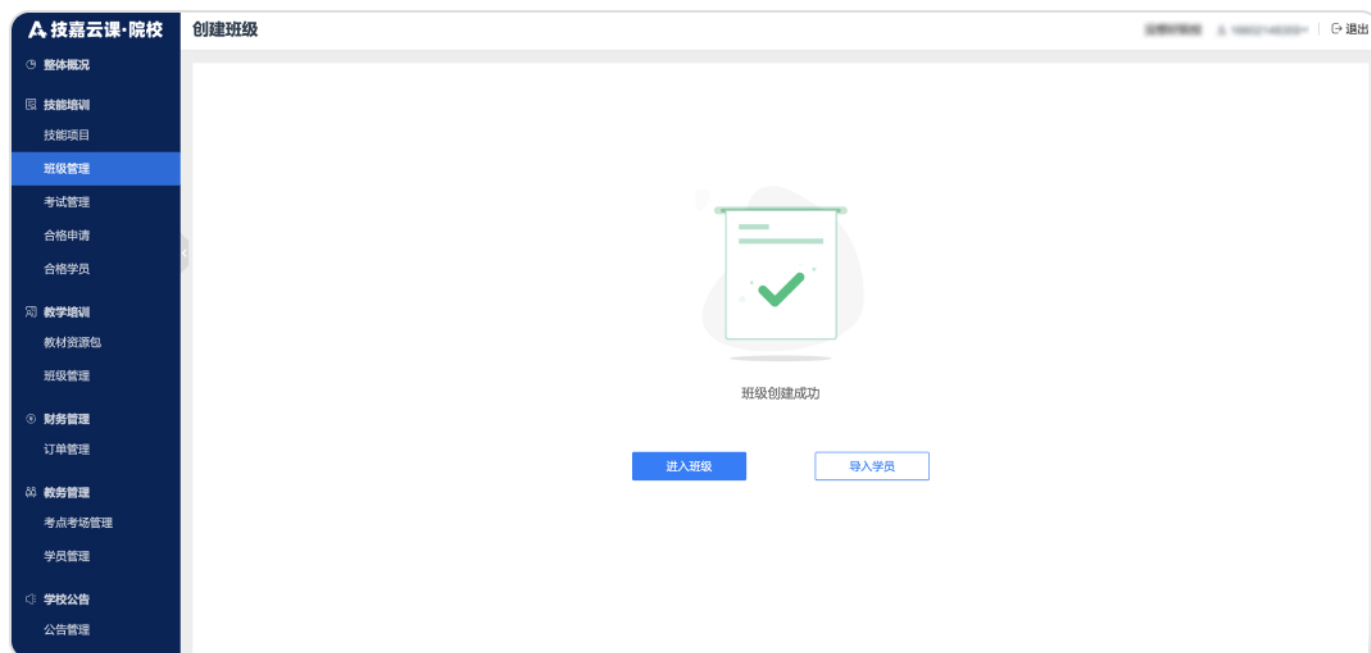 技嘉云课·院校
创建班级
退出
整体概况
技能培训
技能项目
班级管理
考试管理
合格申请
合格学员
教学培训
教材资源包
班级管理
财务管理
订单管理
教务管理
考点考场管理
学员管理
学校公告
公告管理
班级创建成功
进入班级
导入学员